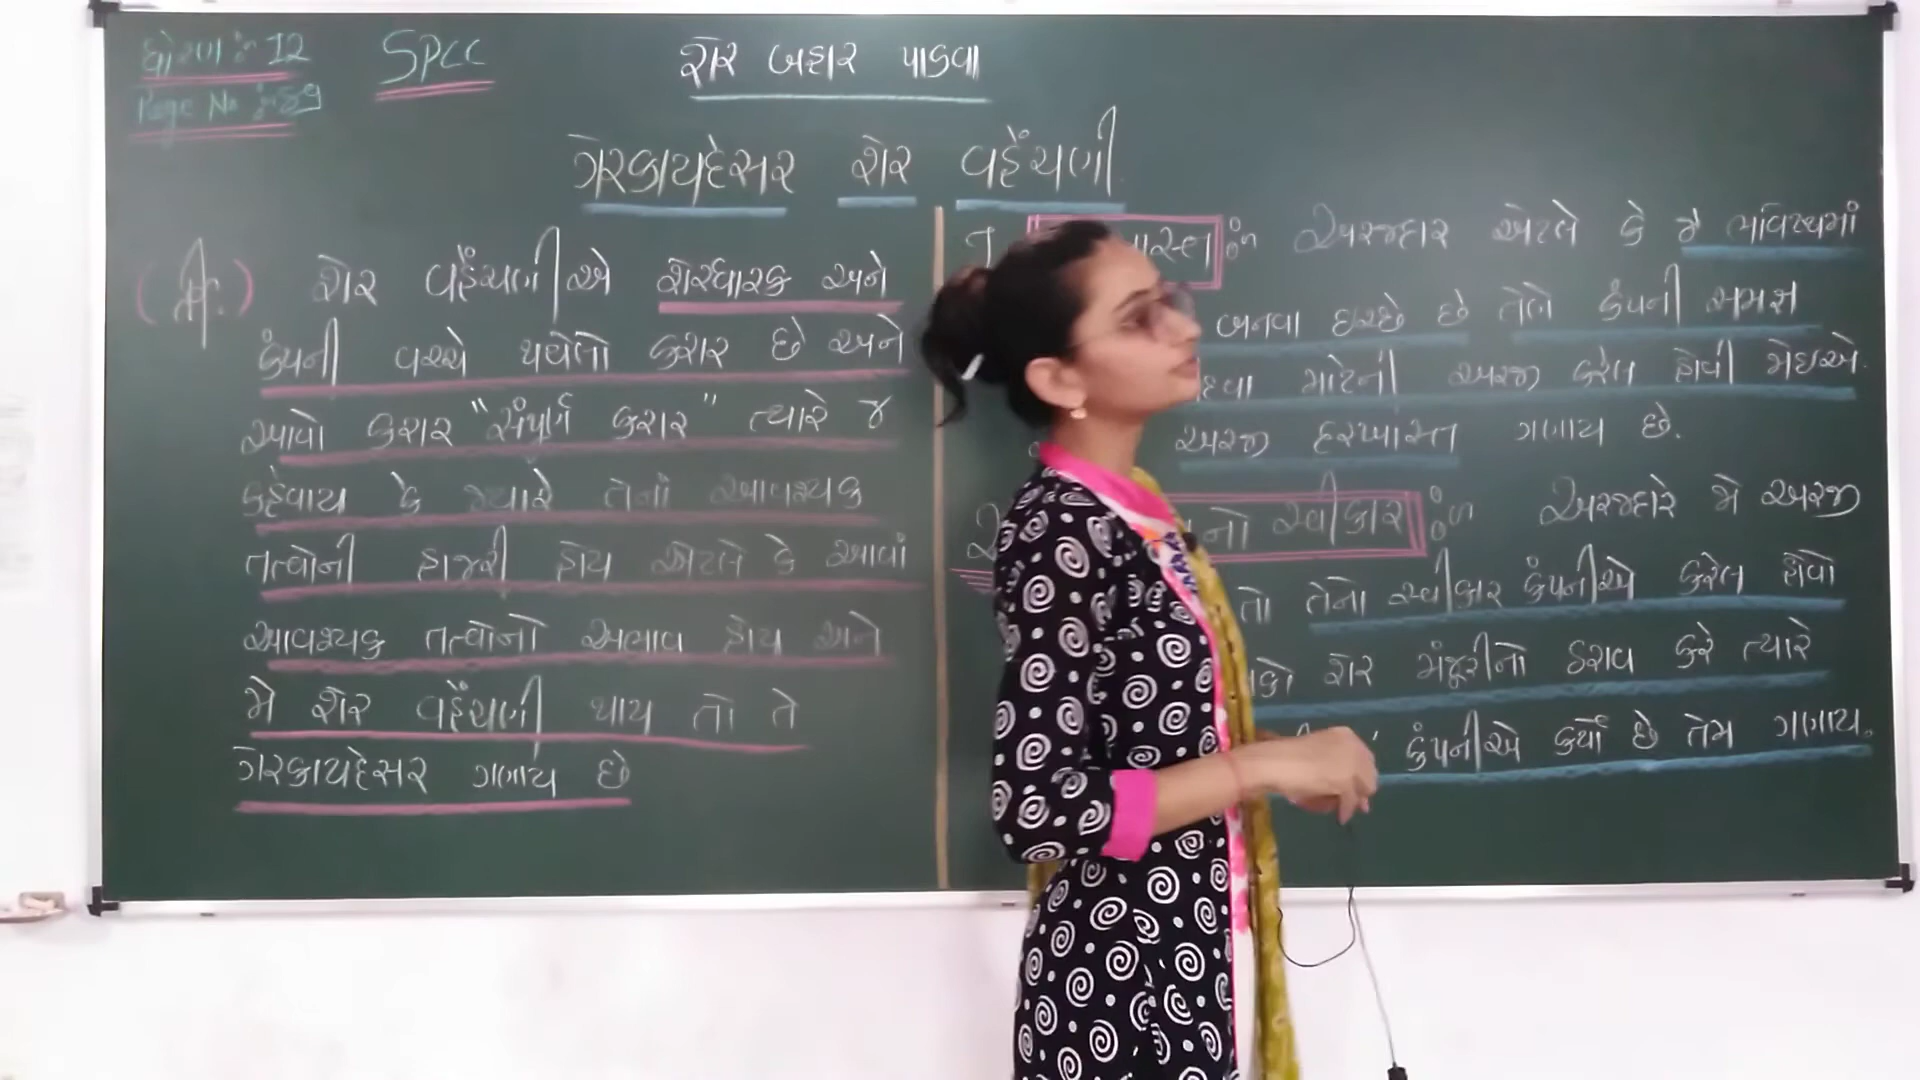 ધોરણ : 12
Page No : 59
SPCC
શેર બહાર પાડવા
ગેરકાયદેસર શેર વહેંચણી
શેર વહેંચણી એ શેરધારક અને
કંપની વચ્ચે થયેલો કરાર છે અને
આવો કરાર "સંપૂર્ણ કરાર" ત્યારે જ
કહેવાય કે જ્યારે તેનાં આવશ્યક
તત્વોની હાજરી હોય એટલે કે આવાં
આવશ્યક તત્વોનો અભાવ હોય અને
જો શેર વહેંચણી થાય તો તે
ગેરકાયદેસર ગણાય છે
અરજદાર એટલે કે જે ભવિષ્યમાં
બનવા ઇચ્છે છે તેણે કંપની સમક્ષ
માટેની અરજી કરેલ હોવી જોઇએ.
અરજી દરખાસ્ત ગણાય છે.
સ્વીકાર : અરજદારે જો અરજી
તો તેનો સ્વીકાર કંપનીએ કરેલ હોવો
શેર મંજૂરીનો ઠરાવ કરે ત્યારે
કંપનીએ કર્યો છે તેમ ગણાય.